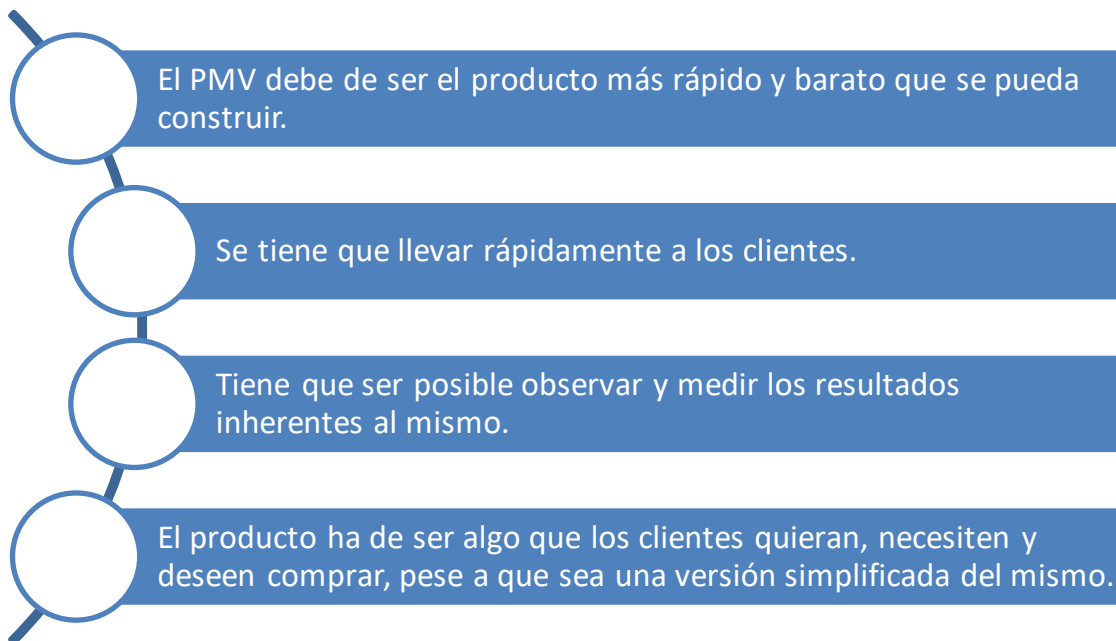 El PMV debe de ser el producto más rápido y barato que se pueda
construir.
Se tiene que llevar rápidamente a los clientes.
Tiene que ser posible observar y medir los resultados
inherentes al mismo.
El producto ha de ser algo que los clientes quieran, necesiten y
deseen comprar, pese a que sea una versión simplificada del mismo.